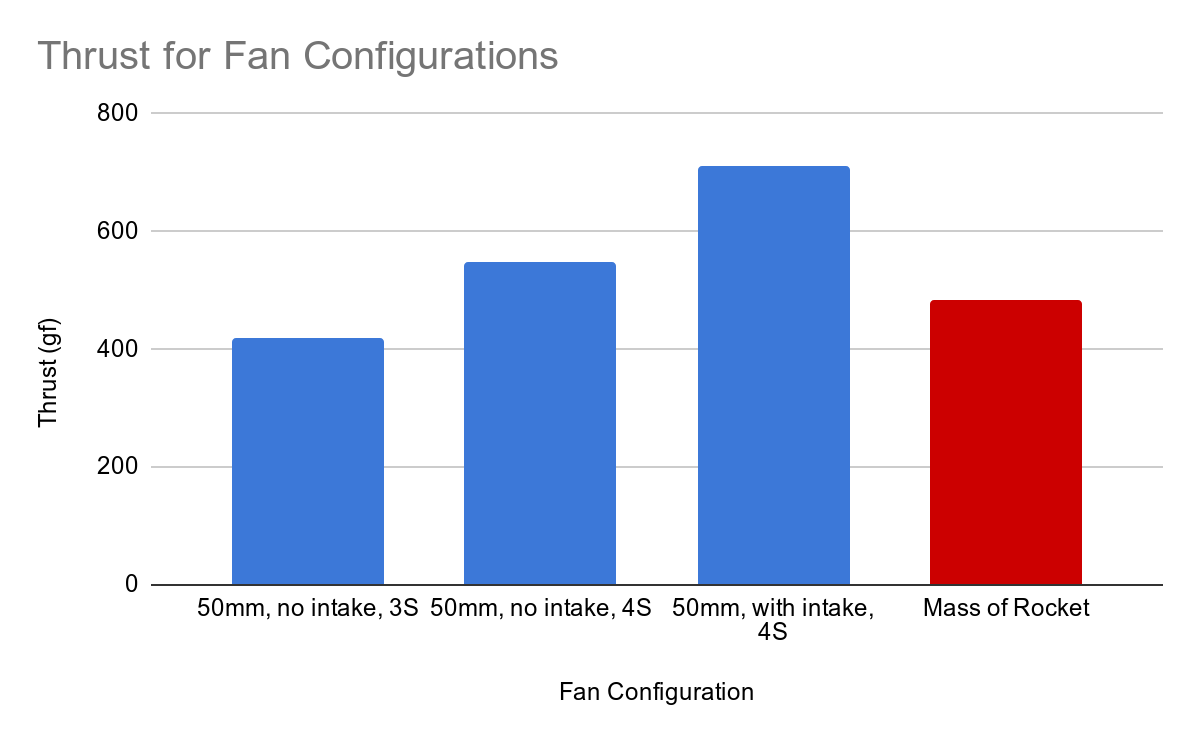 Thrust for Fan Configurations
800
600
400
200
0
Thrust (gf)
50mm, no intake, 3S
50mm, no intake, 4S
50mm, with intake,
4S
Mass of Rocket
Fan Configuration